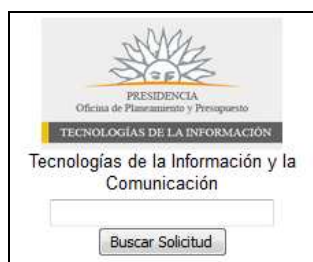 PRESIDENCIA
Oficina de Planeamiento y Presupuesto
TECNOLOGÍAS DE LA INFORMACIÓN
Tecnologías de la Información y la
Comunicación
Buscar Solicitud